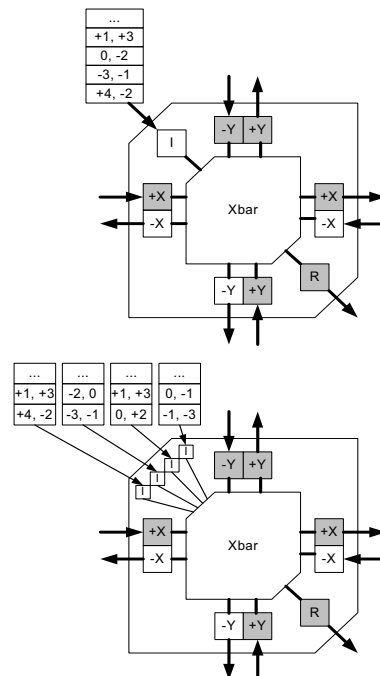 ...
+1, +3
0, -2
-3, -1
+4, -2
I
-Y +Y
+X
-X
Xbar
+X
-X
-Y +Y
R
... ... ... ...
+1, +3 -2, 0 +1, +3 0, -1
+4, -2 -3, -1 0, +2 -1, -3
I
I
I
I
-Y +Y
+X
-X
Xbar
+X
-X
-Y +Y
R